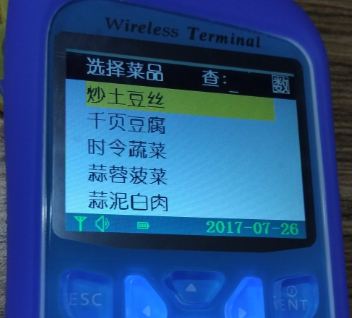 Wireless Terminal
选择菜品 查:_ 数
炒土豆丝
千页豆腐
时令蔬菜
蒜蓉菠菜
蒜泥白肉
2017-07-26
ESC
ENT